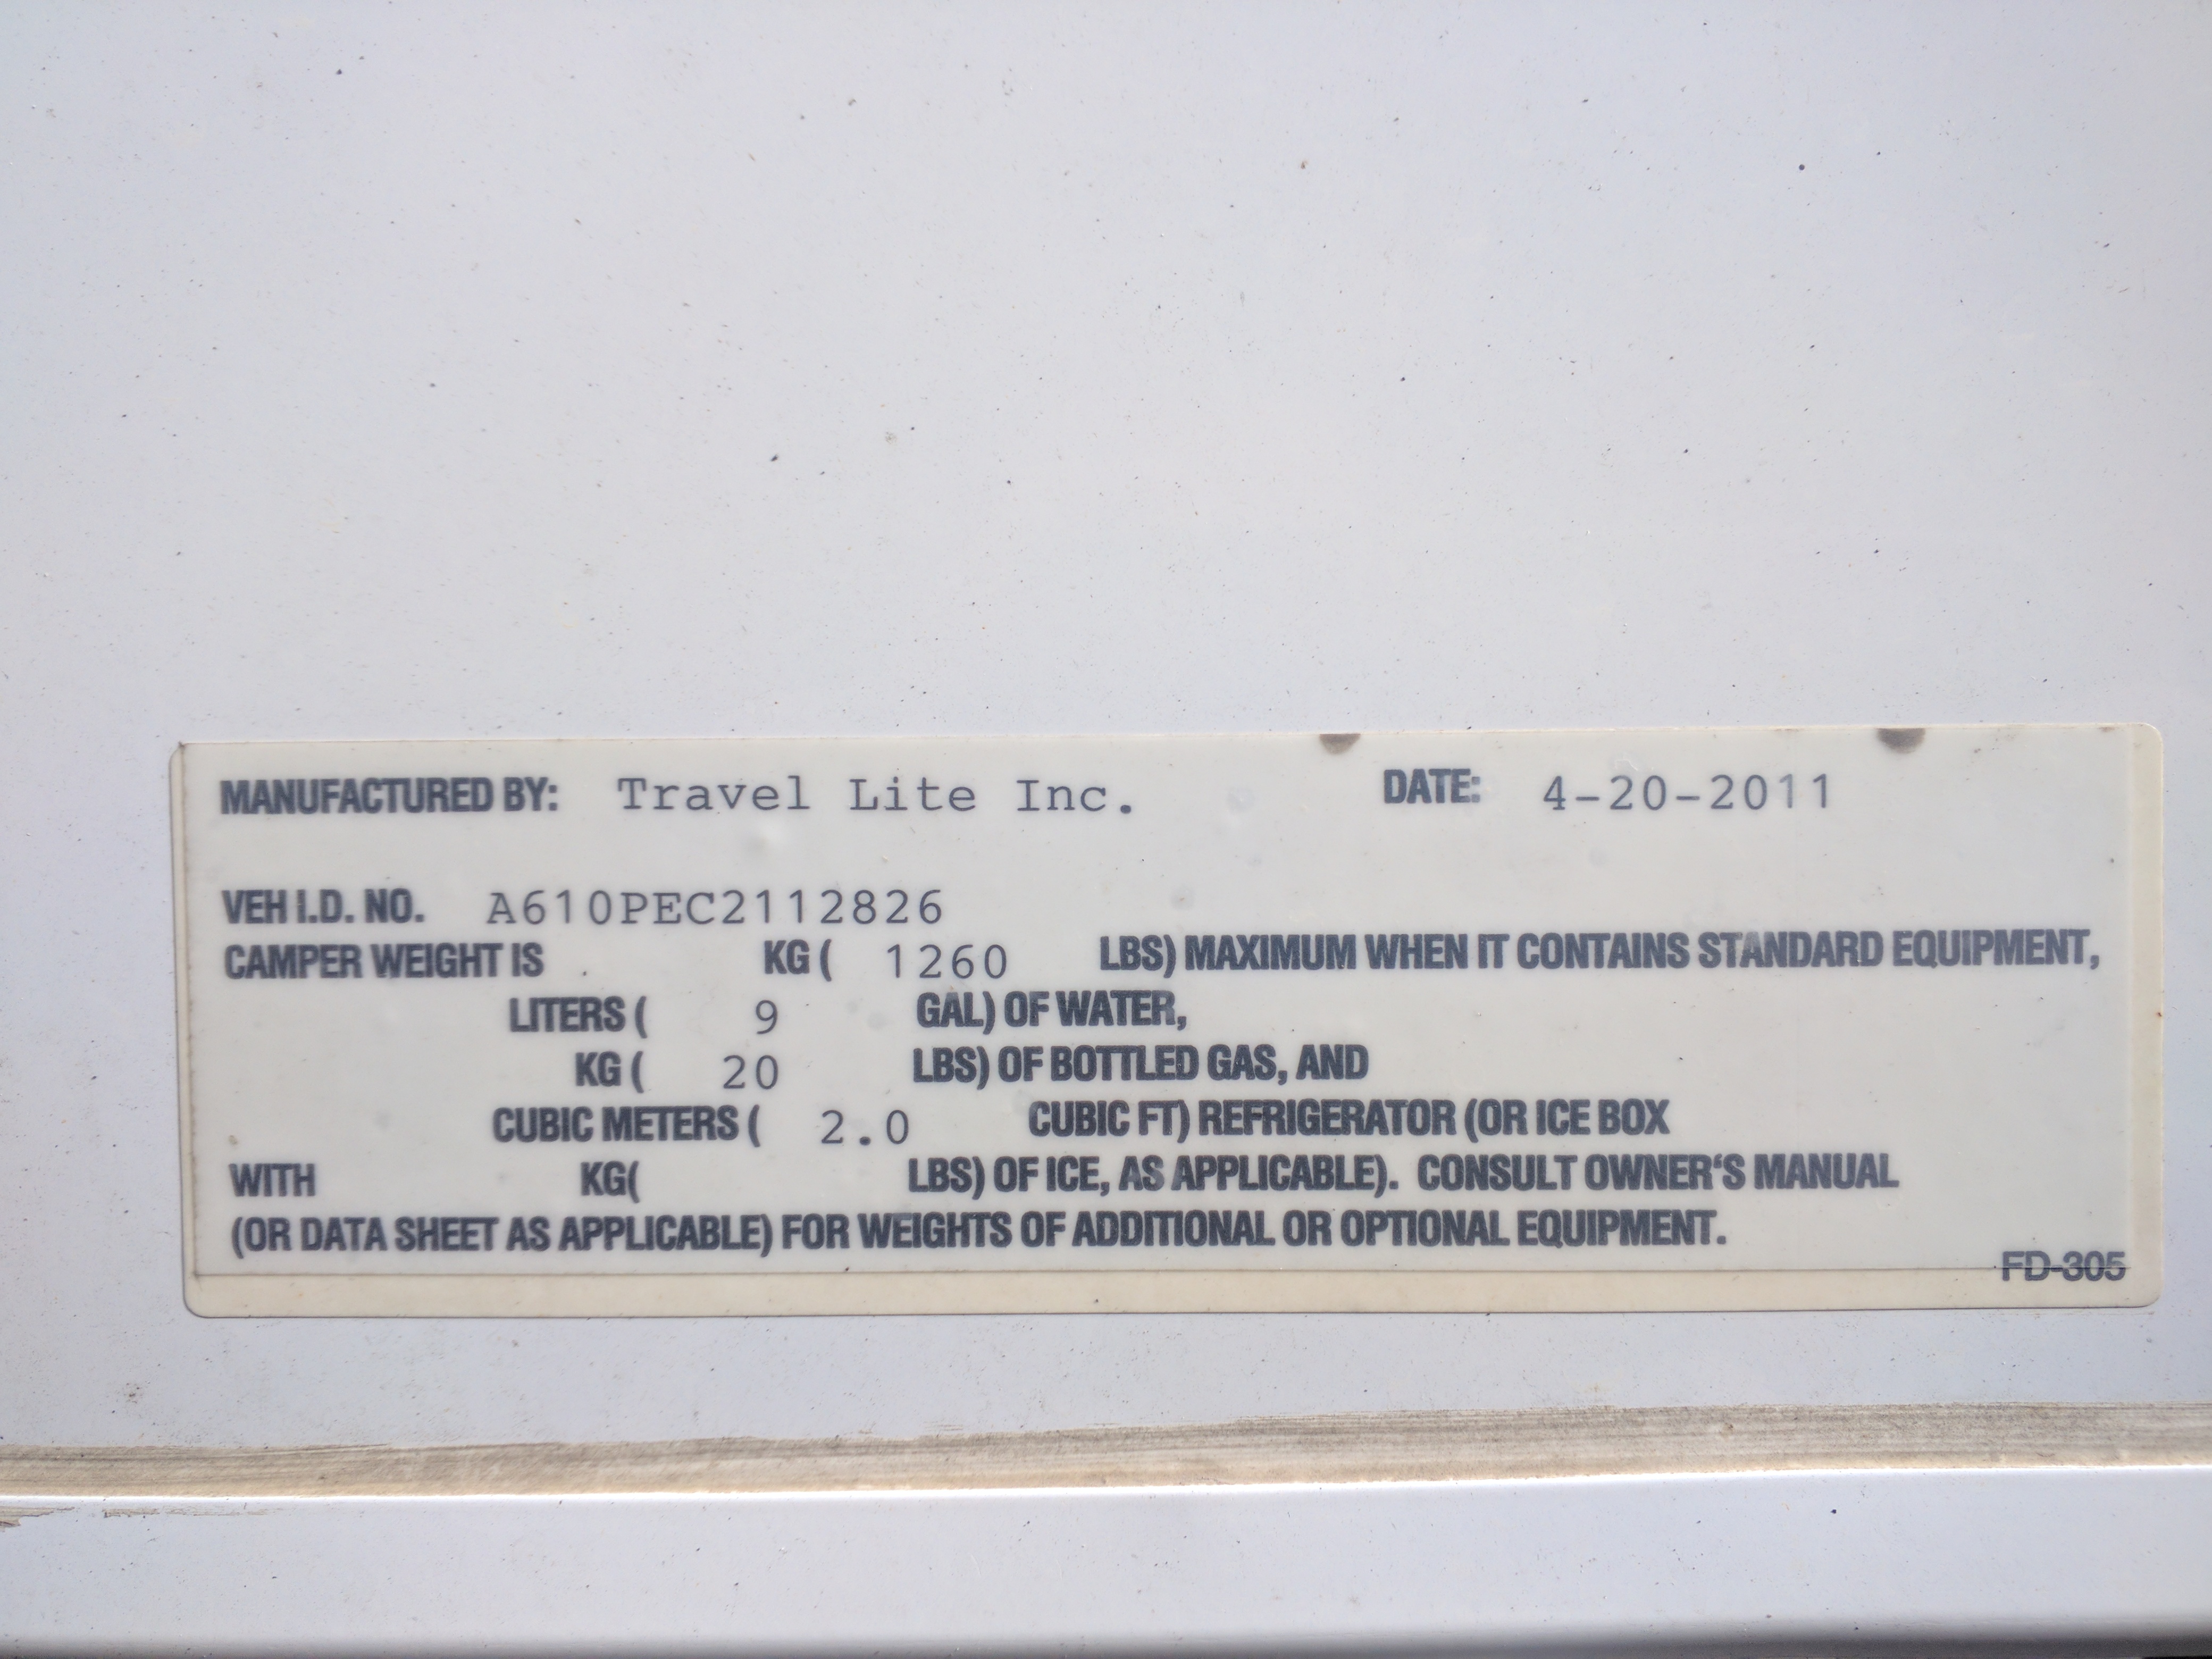 MANUFACTURED BY: Travel Lite Inc. DATE: 4-20-2011
VEH I.D. NO. A610PEC2112826
CAMPER WEIGHT IS . KG ( 1260 LBS) MAXIMUM WHEN IT CONTAINS STANDARD EQUIPMENT,
LITERS ( 9 GAL) OF WATER,
KG ( 20 LBS) OF BOTTLED GAS, AND
CUBIC METERS ( 2.0 CUBIC FT) REFRIGERATOR (OR ICE BOX
WITH KG( LBS) OF ICE, AS APPLICABLE). CONSULT OWNER‘S MANUAL
(OR DATA SHEET AS APPLICABLE) FOR WEIGHTS OF ADDITIONAL OR OPTIONAL EQUIPMENT.
FD-305